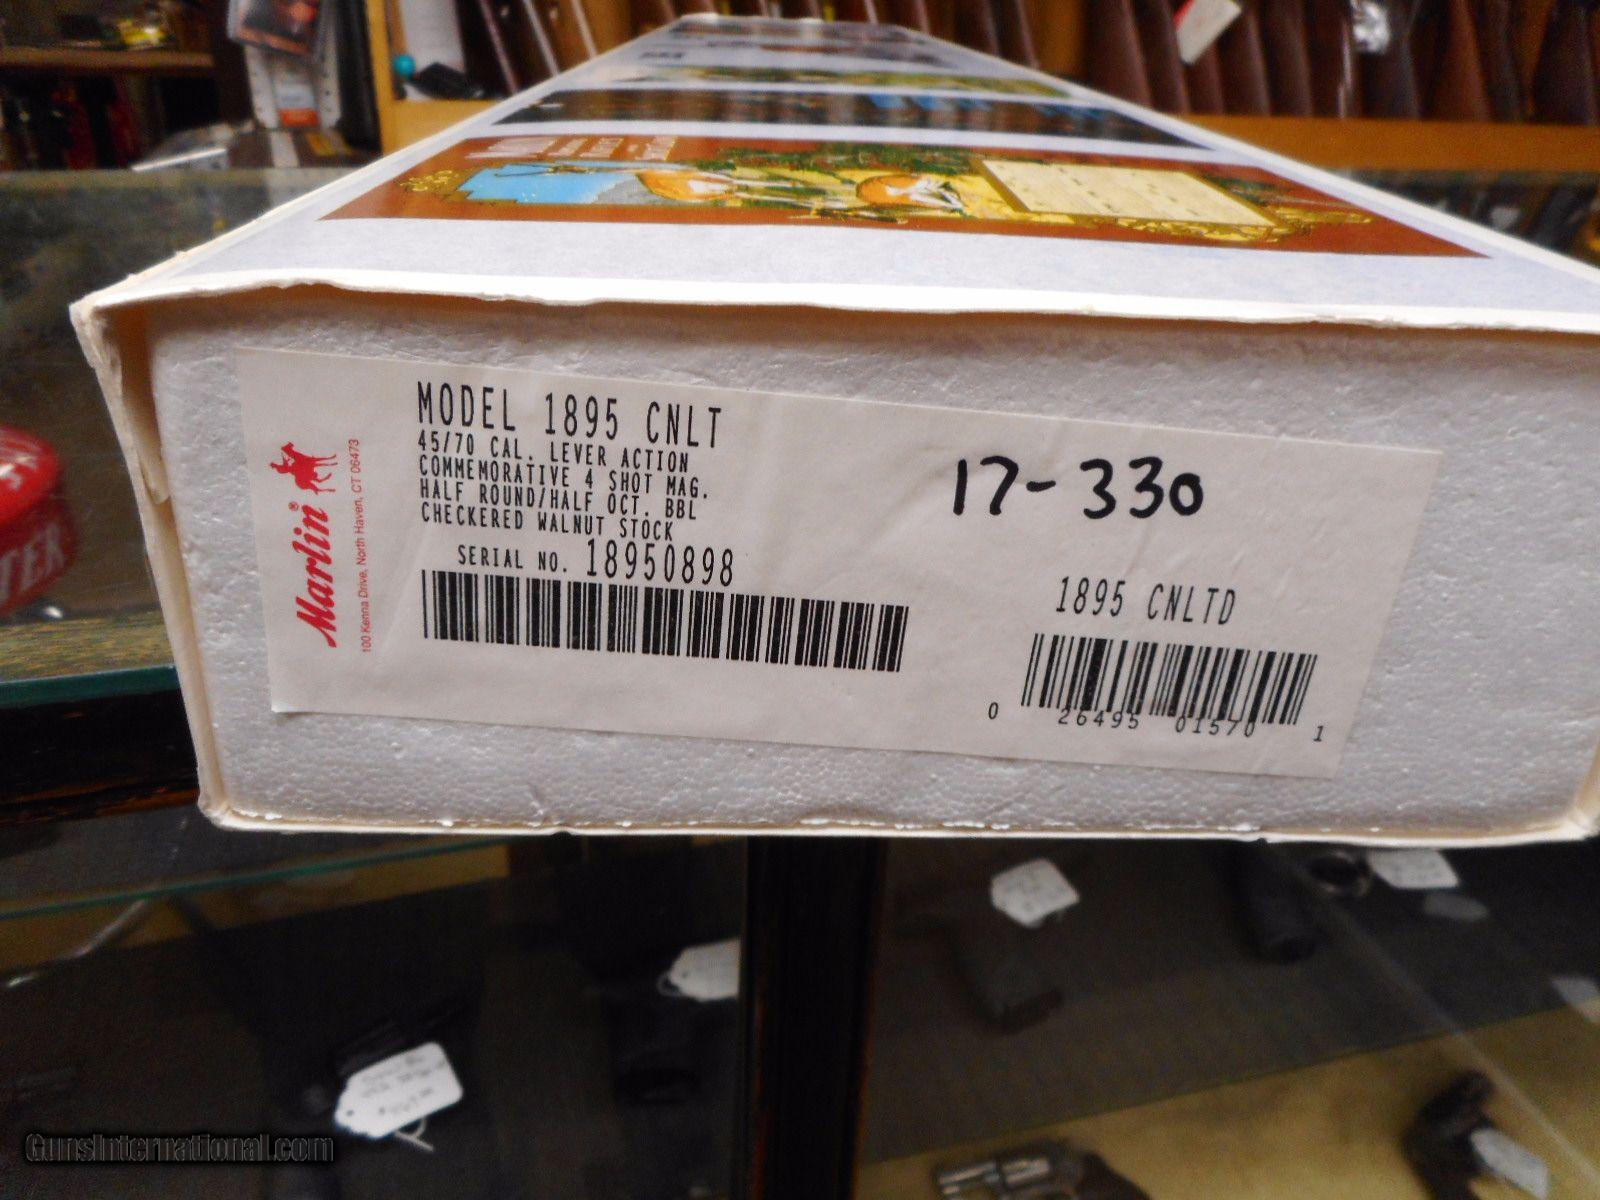 MODEL 1895 CNLT
45/70 CAL. LEVER ACTION
COMMEMORATIVE 4 SHOT MAG.
HALF ROUND/HALF OCT. BBL
CHECKERED WALNUT STOCK
SERIAL NO. 18950898
Marlin®
100 Kenna Drive, North Haven, CT 06473
17-330
1895 CNLTD
0 26495 01570 1
TER
GunsInternational.com